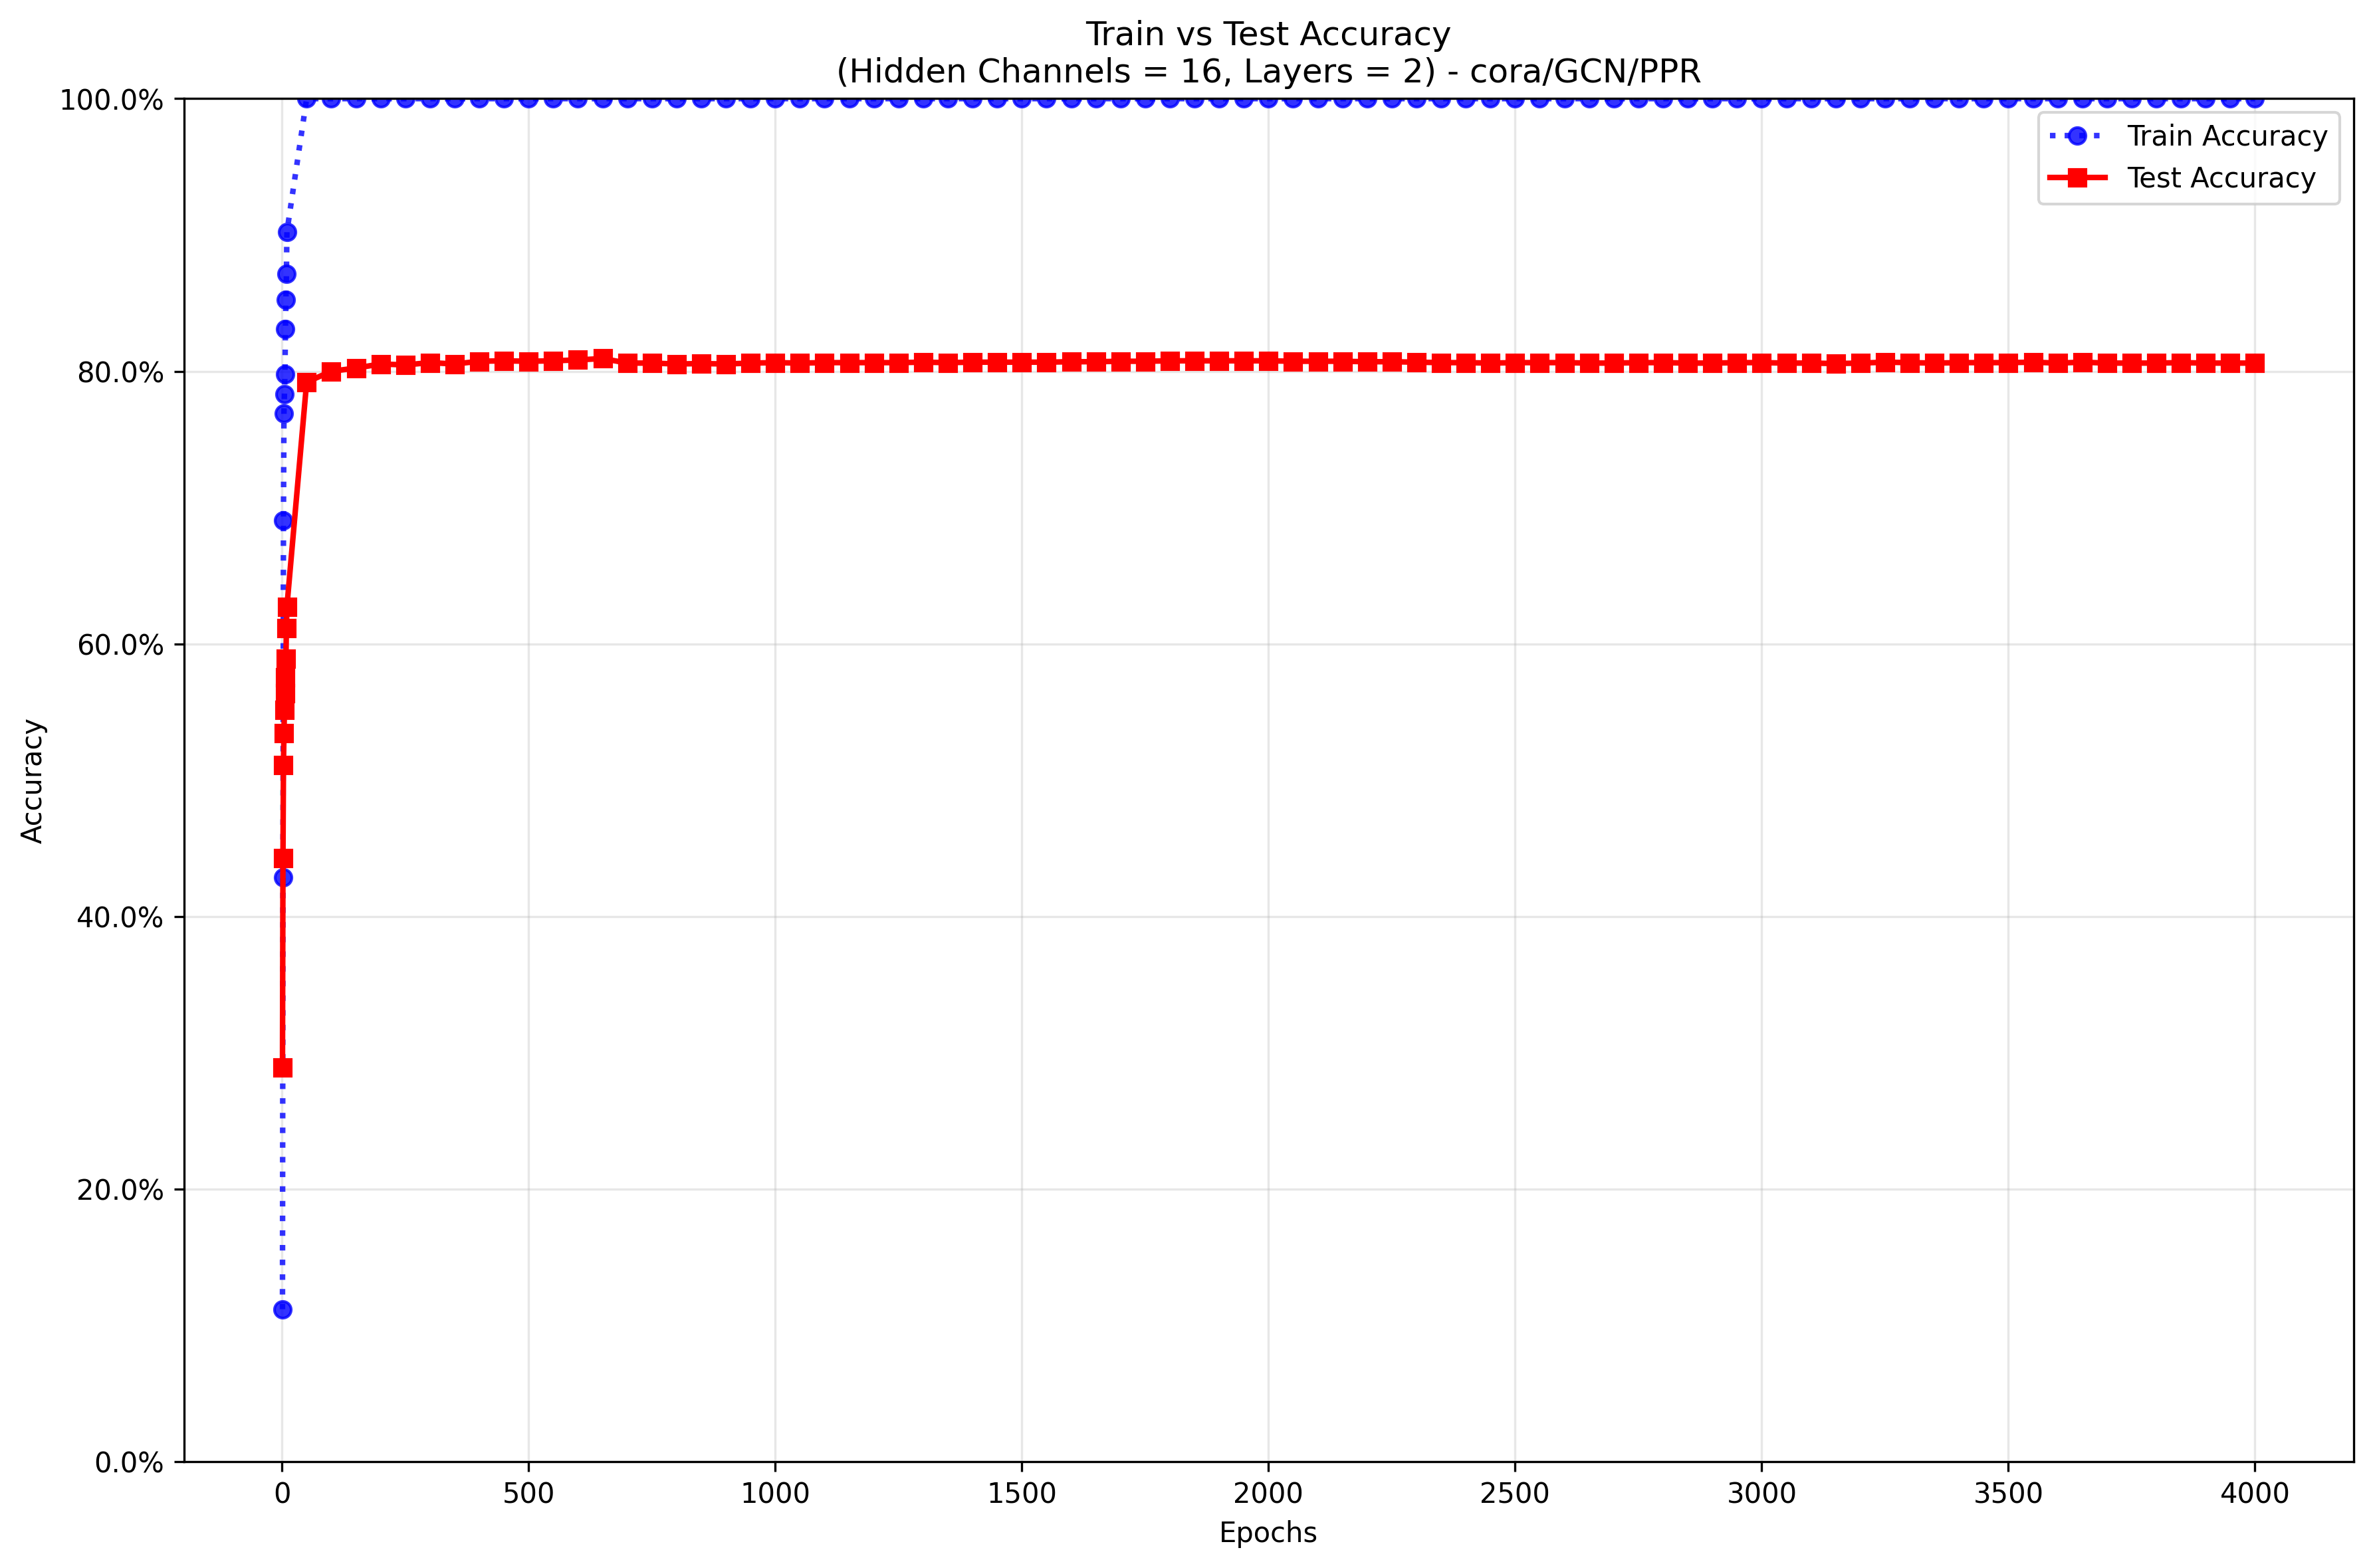 Train vs Test Accuracy
(Hidden Channels = 16, Layers = 2) - cora/GCN/PPR
100.0%
80.0%
60.0%
40.0%
20.0%
0.0%
Accuracy
Train Accuracy
Test Accuracy
0 500 1000 1500 2000 2500 3000 3500 4000
Epochs